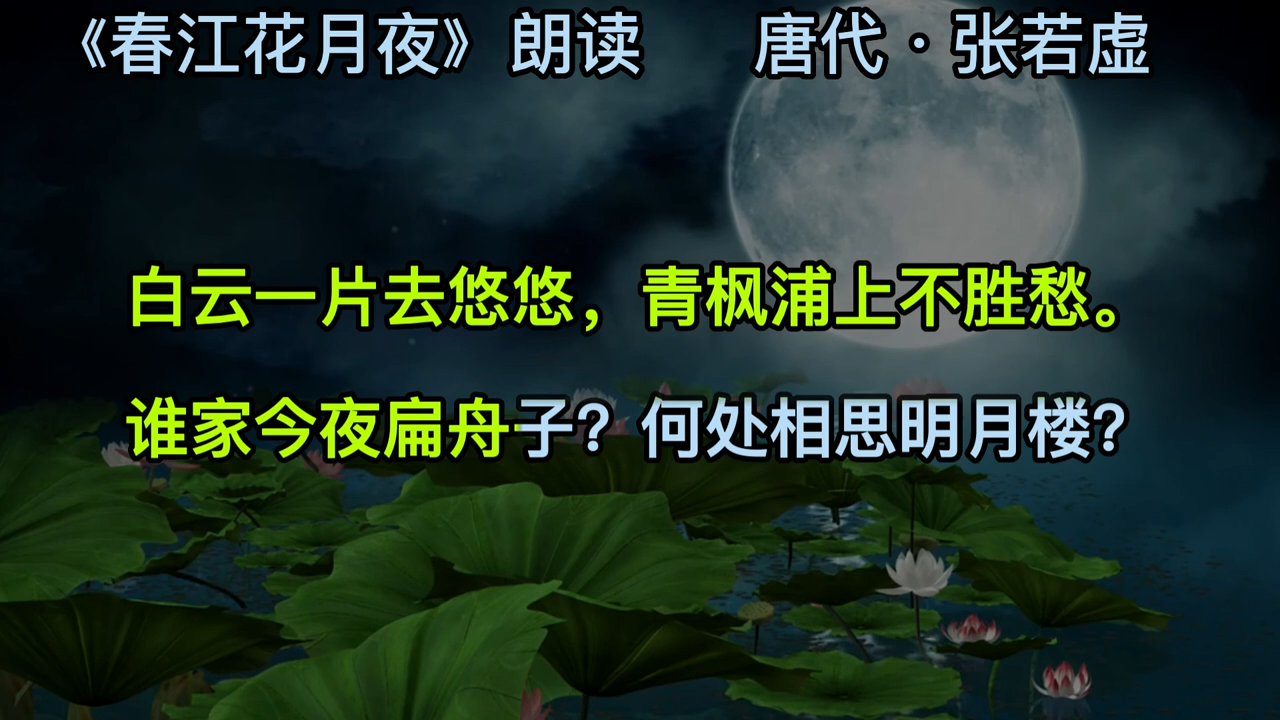 《春江花月夜》朗读 唐代·张若虚
白云一片去悠悠，青枫浦上不胜愁。
谁家今夜扁舟子？何处相思明月楼？